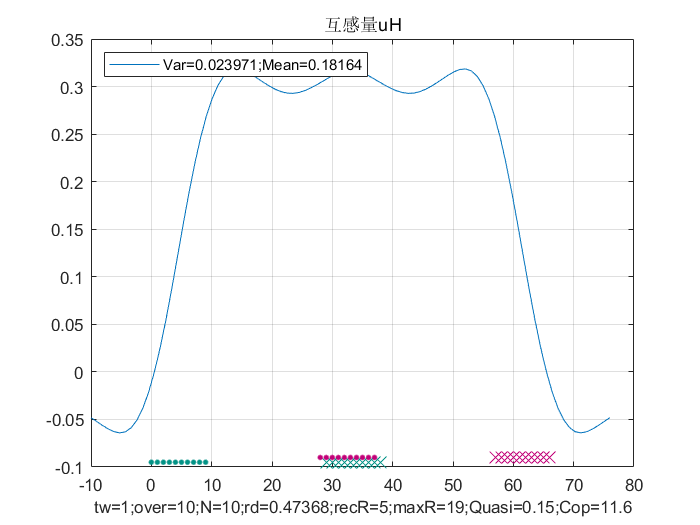 互感量uH
Var=0.023971;Mean=0.18164
0.35
0.3
0.25
0.2
0.15
0.1
0.05
0
-0.05
-0.1
-10 0 10 20 30 40 50 60 70 80
tw=1;over=10;N=10;rd=0.47368;recR=5;maxR=19;Quasi=0.15;Cop=11.6